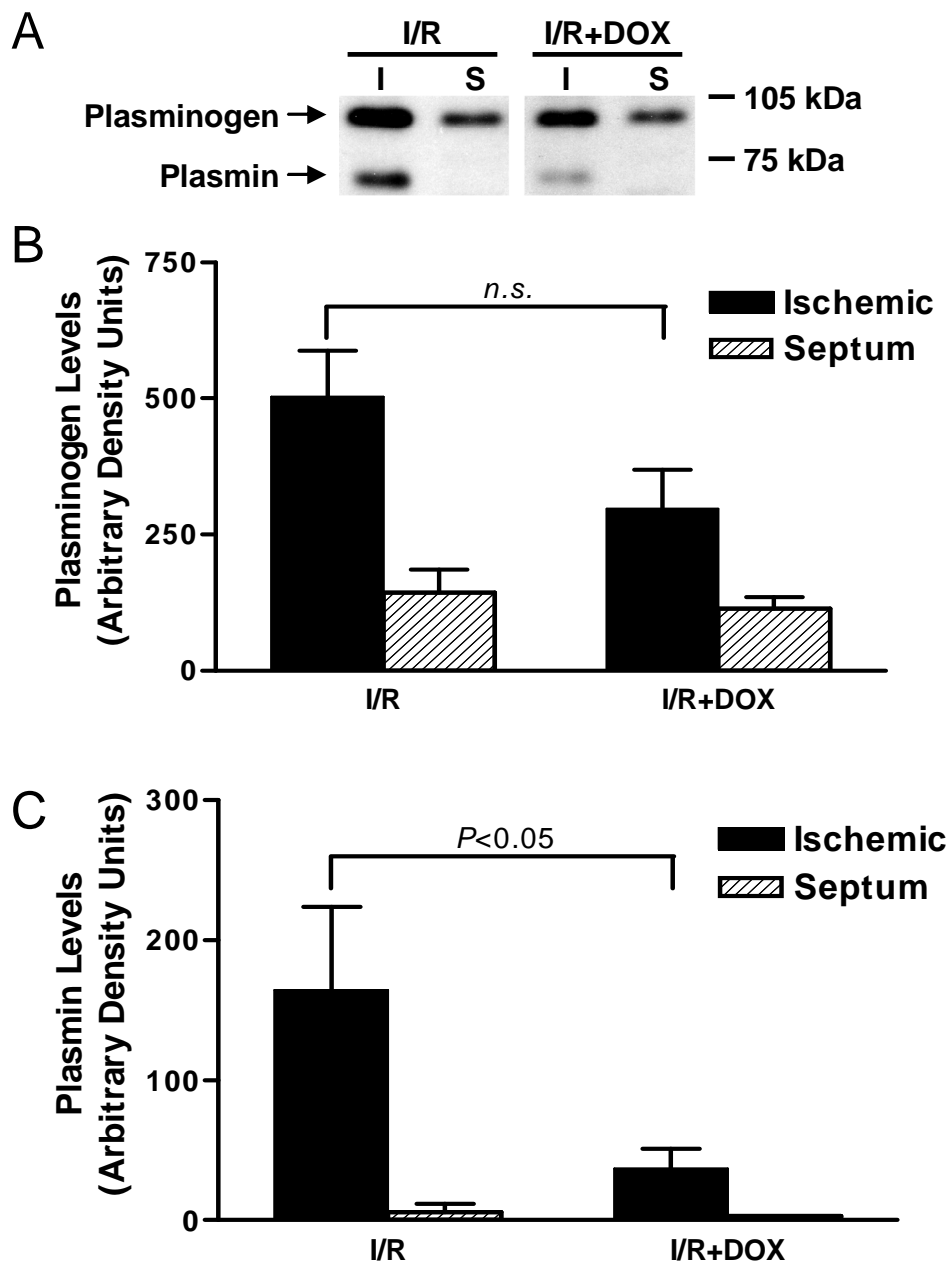 A
I/R
I/R+DOX
I
S
I
S
Plasminogen
Plasmin
105 kDa
75 kDa
B
Plasminogen Levels
(Arbitrary Density Units)
750
500
250
0
n.s.
Ischemic
Septum
I/R
I/R+DOX
C
Plasmin Levels
(Arbitrary Density Units)
300
200
100
0
P<0.05
Ischemic
Septum
I/R
I/R+DOX